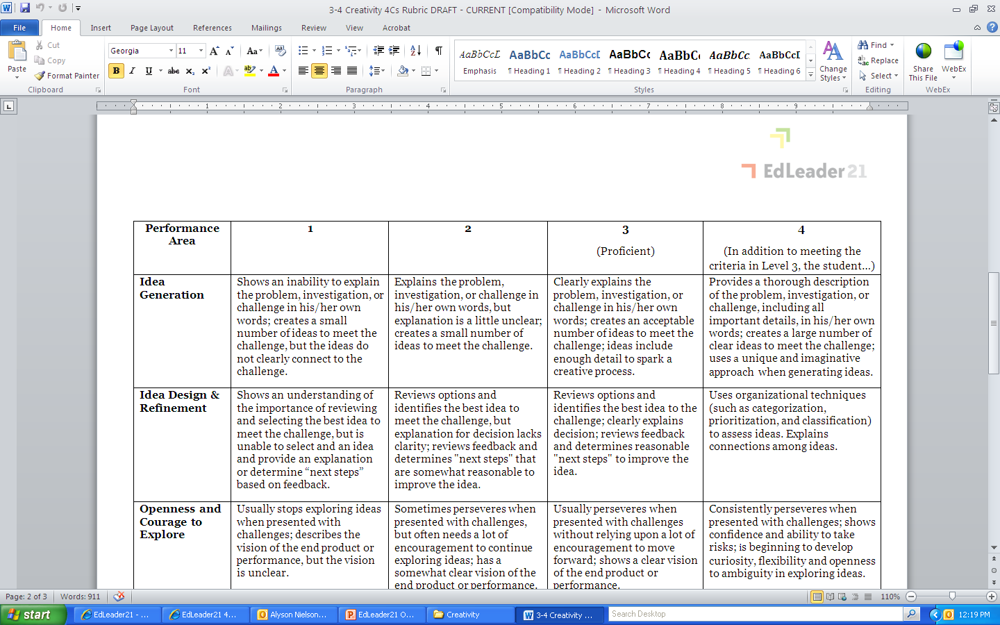 3-4 Creativity 4Cs Rubric DRAFT - CURRENT [Compatibility Mode] - Microsoft Word
File Home Insert Page Layout References Mailings Review View Acrobat
Paste
Cut
Copy
Format Painter
Clipboard
Georgia 11
Font
Paragraph
AaBbCcL
Emphasis
AaBbCc
¶ Heading 1
AaBbCcD
¶ Heading 2
AaBbCc
¶ Heading 3
AaBbCc
¶ Heading 4
AaBbCc
¶ Heading 5
AaBbCcL
¶ Heading 6
Change
Styles
Styles
Find
Replace
Select
Editing
Share
This File
WebEx
WebEx
1 2 3 4 5 6 7 8 9
EdLeader21
Performance
Area
1
2
3
(Proficient)
4
(In addition to meeting the
criteria in Level 3, the student...)
Idea
Generation
Shows an inability to explain
the problem, investigation, or
challenge in his/her own
words; creates a small
number of ideas to meet the
challenge, but the ideas do
not clearly connect to the
challenge.
Explains the problem,
investigation, or challenge in
his/her own words, but
explanation is a little unclear;
creates a small number of
ideas to meet the challenge.
Clearly explains the
problem, investigation, or
challenge in his/her own
words; creates an acceptable
number of ideas to meet the
challenge; ideas include
enough detail to spark a
creative process.
Provides a thorough description
of the problem, investigation, or
challenge, including all
important details, in his/her own
words; creates a large number of
clear ideas to meet the challenge;
uses a unique and imaginative
approach when generating ideas.
Idea Design &
Refinement
Shows an understanding of
the importance of reviewing
and selecting the best idea to
meet the challenge, but is
unable to select and an idea
and provide an explanation
or determine “next steps”
based on feedback.
Reviews options and
identifies the best idea to
meet the challenge, but
explanation for decision lacks
clarity; reviews feedback and
determines "next steps" that
are somewhat reasonable to
improve the idea.
Reviews options and
identifies the best idea to the
challenge; clearly explains
decision; reviews feedback
and determines reasonable
"next steps" to improve the
idea.
Uses organizational techniques
(such as categorization,
prioritization, and classification)
to assess ideas. Explains
connections among ideas.
Openness and
Courage to
Explore
Usually stops exploring ideas
when presented with
challenges; describes the
vision of the end product or
performance, but the vision
is unclear.
Sometimes perseveres when
presented with challenges,
but often needs a lot of
encouragement to continue
exploring ideas; has a
somewhat clear vision of the
end product or performance.
Usually perseveres when
presented with challenges
without relying upon a lot of
encouragement to move
forward; shows a clear vision
of the end product or
performance.
Consistently perseveres when
presented with challenges; shows
confidence and ability to take
risks; is beginning to develop
curiosity, flexibility and openness
to ambiguity in exploring ideas.
Page: 2 of 3 Words: 911 110%
start EdLeader21 - ... EdLeader21 4... Alyson Nielson... EdLeader21 O... Creativity 3-4 Creativity ... Search Desktop 12:19 PM